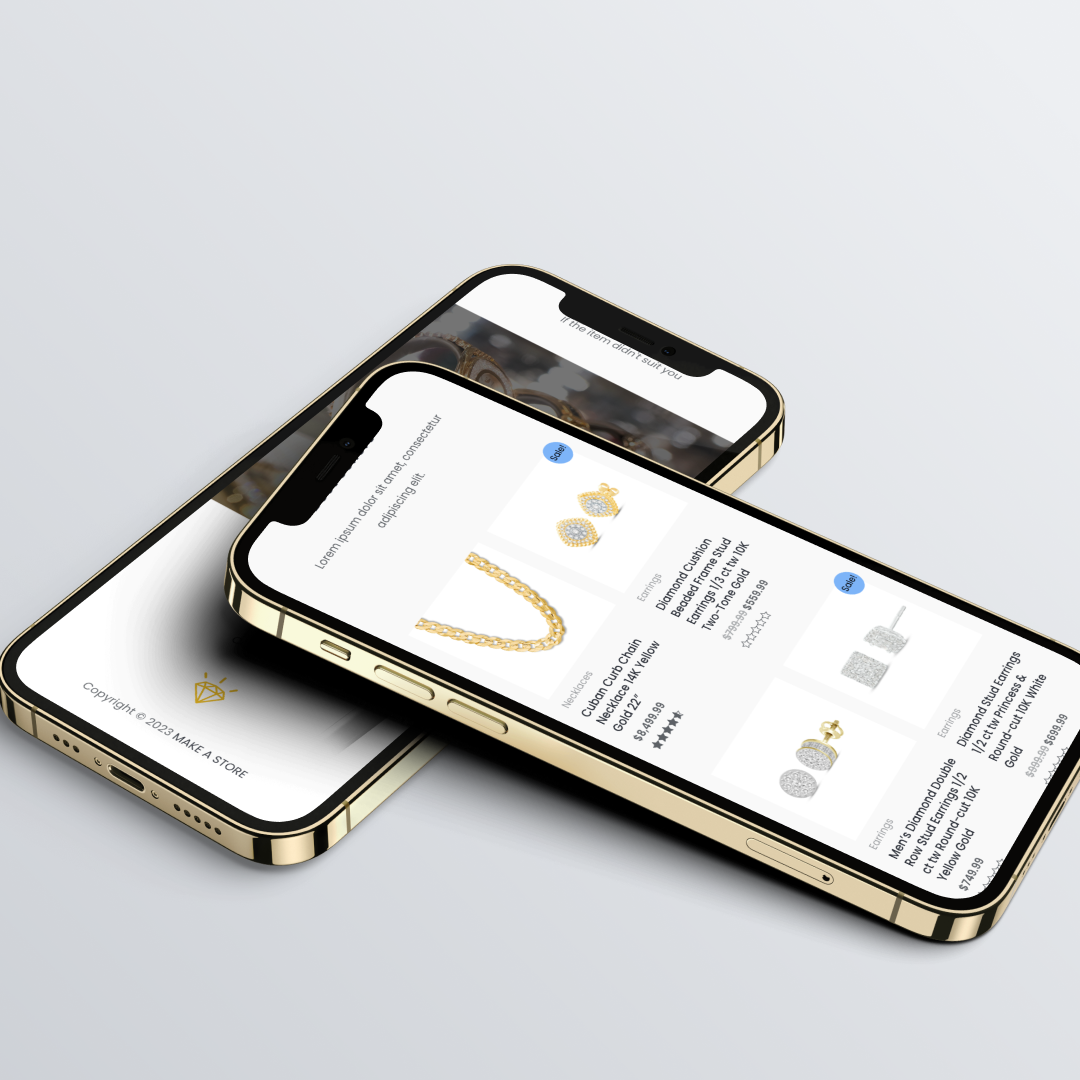 If the item didn't suit you
Lorem ipsum dolor sit amet, consectetur
adipiscing elit.
Sale!
Necklaces
Cuban Curb Chain
Necklace 14K Yellow
Gold 22"
$8,499.99
Earrings
Diamond Cushion
Beaded Frame Stud
Earrings 1/3 ct tw 10K
Two-Tone Gold
$799.99 $559.99
Sale!
Earrings
Men's Diamond Double
Row Stud Earrings 1/2
ct tw Round-cut 10K
Yellow Gold
$749.99
Earrings
Diamond Stud Earrings
1/2 ct tw Princess &
Round-cut 10K White
Gold
$999.99 $699.99
Copyright © 2023 MAKE A STORE